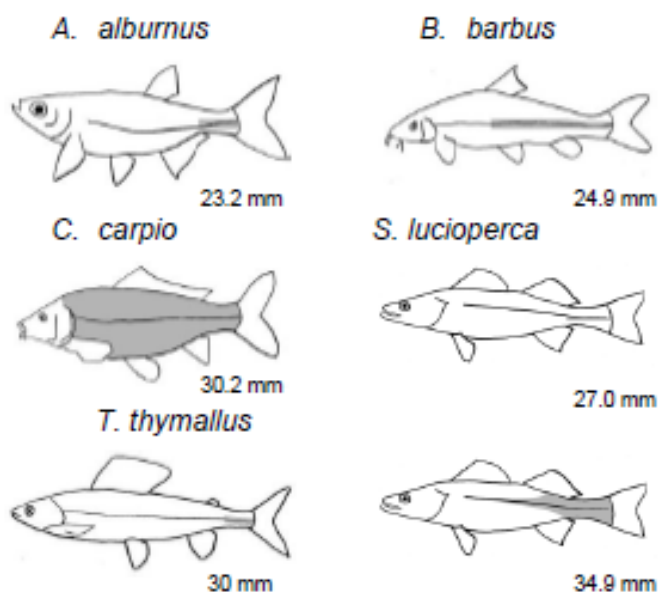 A. alburnus
B. barbus
23.2 mm
24.9 mm
C. carpio
S. lucioperca
30.2 mm
27.0 mm
T. thymallus
30 mm
34.9 mm